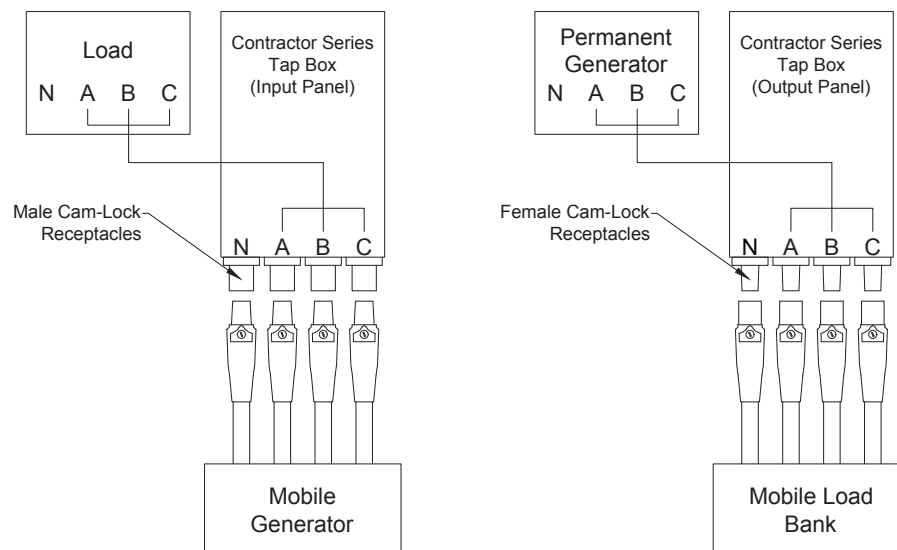 Load
N A B C
Contractor Series
Tap Box
(Input Panel)
Male Cam-Lock
Receptacles
N A B C
Mobile
Generator
Permanent
Generator
N A B C
Contractor Series
Tap Box
(Output Panel)
Female Cam-Lock
Receptacles
N A B C
Mobile Load
Bank